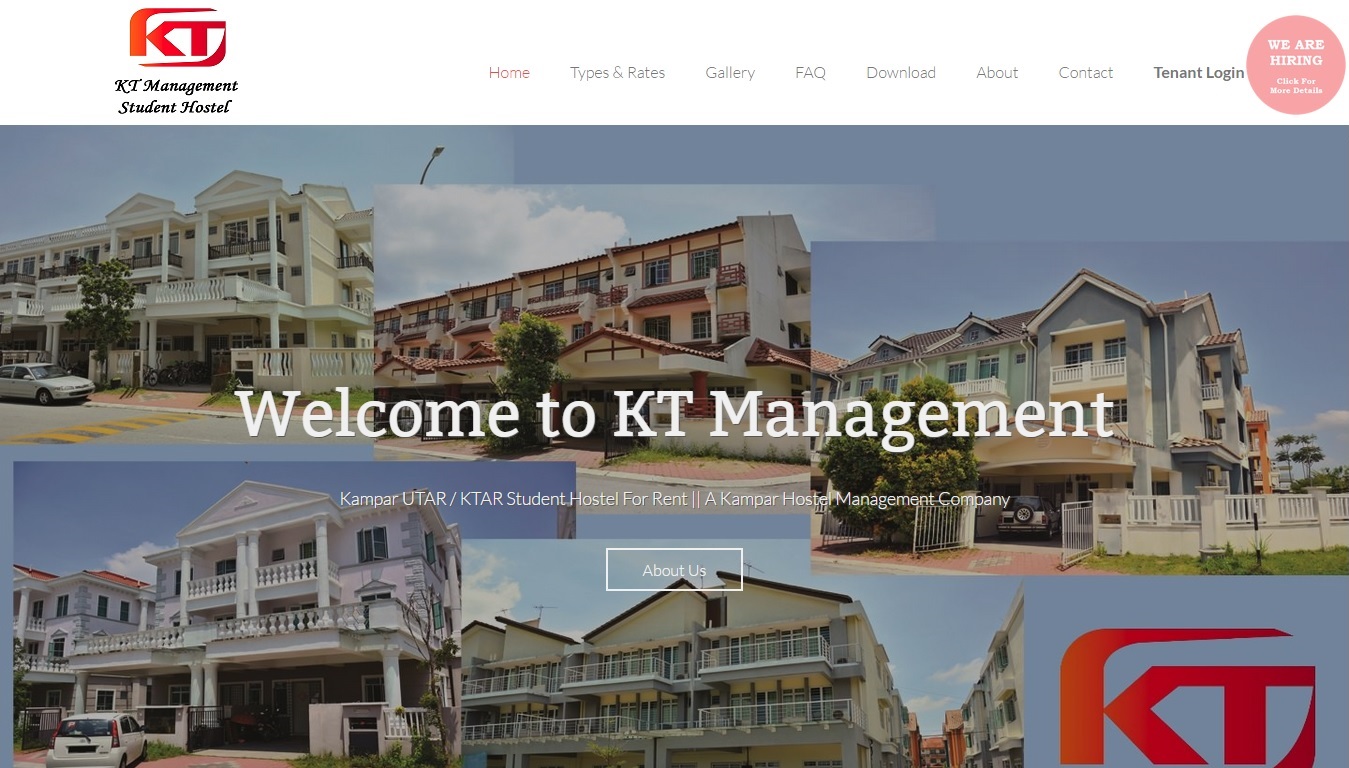 KT
KT Management
Student Hostel
Home
Types & Rates
Gallery
FAQ
Download
About
Contact
Tenant Login
WE ARE
HIRING
Click For
More Details
Welcome to KT Management
Kampar UTAR / KTAR Student Hostel For Rent || A Kampar Hostel Management Company
About Us
KT